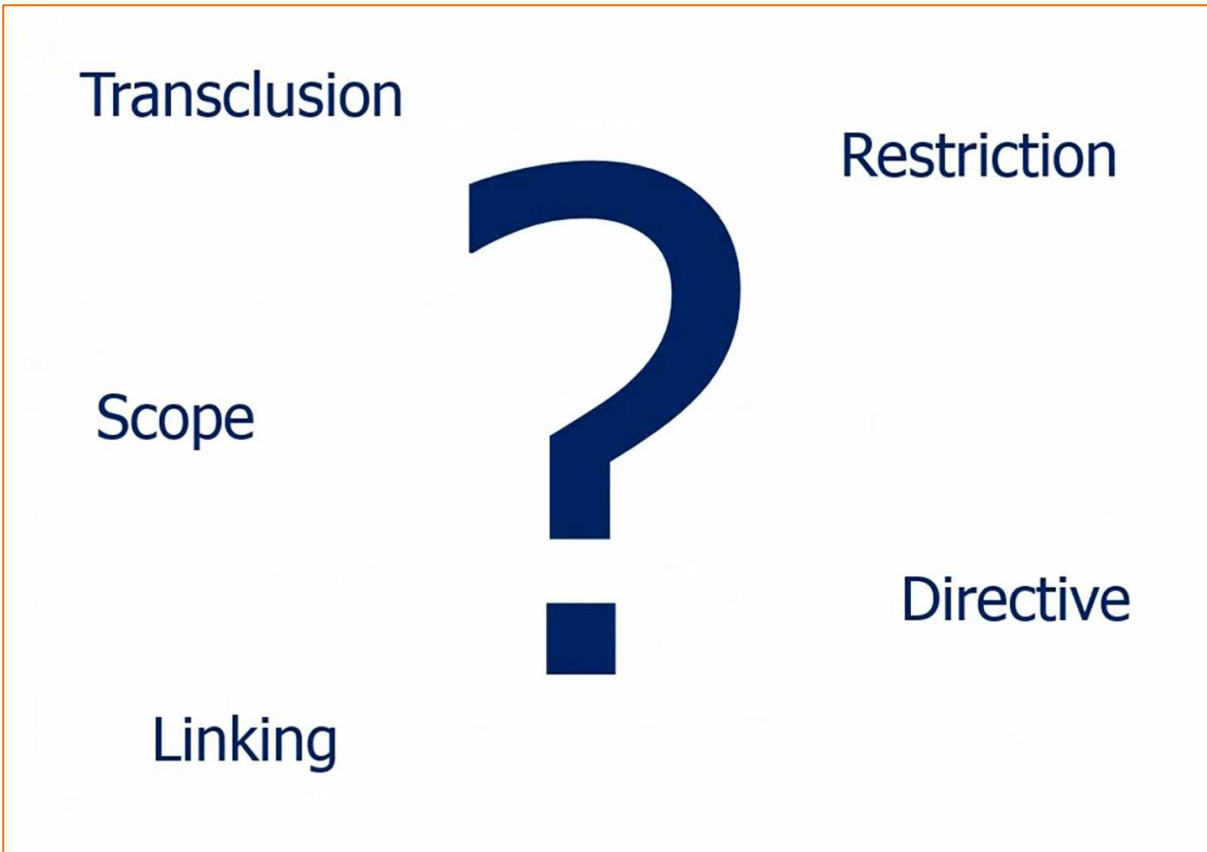 Transclusion
Restriction
?
Scope
Directive
Linking